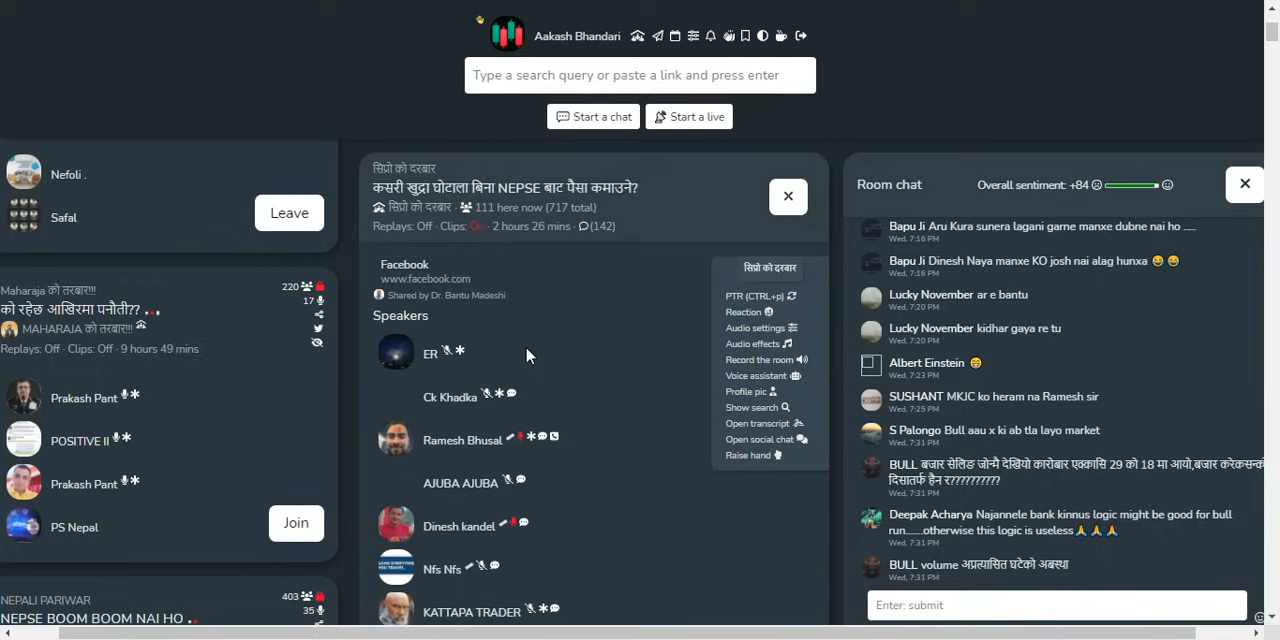 Aakash Bhandari
Type a search query or paste a link and press enter
Start a chat
Start a live
Nefoli .
Safal
Leave
Maharaja को तरबार!!!
को रहेछ आखिरमा पनौती??
MAHARAJA को तरबार!!!
Replays: Off · Clips: Off · 9 hours 49 mins
220
17
Prakash Pant
POSITIVE II
Prakash Pant
PS Nepal
Join
NEPALI PARIWAR
NEPSE BOOM BOOM NAI HO
403
35
सिप्रो को दरबार
कसरी खुद्रा घोटाला बिना NEPSE बाट पैसा कमाउने?
सिप्रो को दरबार · 111 here now (717 total)
Replays: Off · Clips: On · 2 hours 26 mins · (142)
Facebook
www.facebook.com
Shared by Dr. Bantu Madeshi
Speakers
ER
Ck Khadka
Ramesh Bhusal
AJUBA AJUBA
Dinesh kandel
Nfs Nfs
KATTAPA TRADER
सिप्रो को दरबार
PTR (CTRL+p)
Reaction
Audio settings
Audio effects
Record the room
Voice assistant
Profile pic
Show search
Open transcript
Open social chat
Raise hand
Room chat
Overall sentiment: +84
Bapu Ji Aru Kura sunera lagani garne manxe dubne nai ho .....
Wed, 7:16 PM
Bapu Ji Dinesh Naya manxe KO josh nai alag hunxa 😂 😂
Wed, 7:16 PM
Lucky November ar e bantu
Wed, 7:20 PM
Lucky November kidhar gaye re tu
Wed, 7:20 PM
Albert Einstein 😁
Wed, 7:23 PM
SUSHANT MKJC ko heram na Ramesh sir
Wed, 7:25 PM
S Palongo Bull aau x ki ab tla layo market
Wed, 7:31 PM
BULL बजार सेलिङ जोन्मै देखियो कारोबार एक्कासि 29 को 18 मा आयो,बजार करेकसनको
दिसातर्फ हैन र??????????
Wed, 7:31 PM
Deepak Acharya Najannele bank kinnus logic might be good for bull
run.......otherwise this logic is useless🙏🙏🙏
Wed, 7:31 PM
BULL volume अप्रत्यासित घटेको अबस्था
Wed, 7:31 PM
Enter: submit